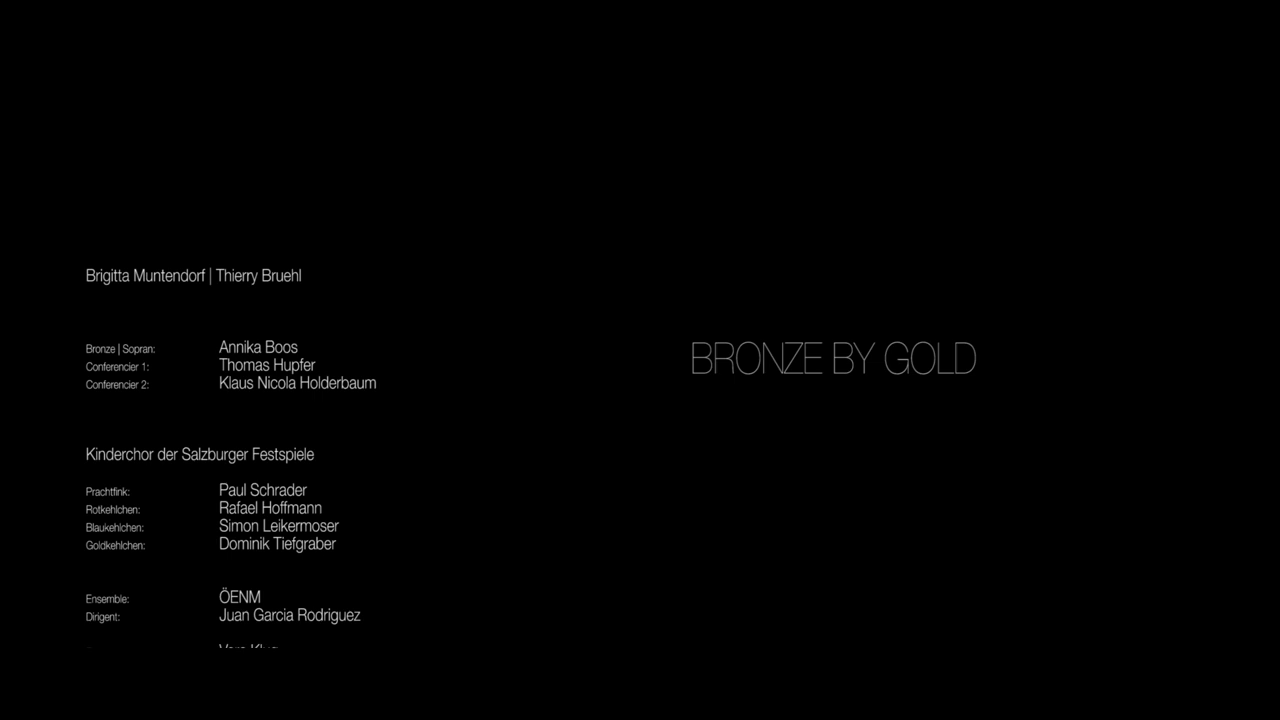 Brigitta Muntendorf | Thierry Bruehl
Bronze | Sopran: Annika Boos
Conferencier 1: Thomas Hupfer
Conferencier 2: Klaus Nicola Holderbaum
Kinderchor der Salzburger Festspiele
Prachtfink: Paul Schrader
Rotkehlchen: Rafael Hoffmann
Blaukehlchen: Simon Leikermoser
Goldkehlchen: Dominik Tiefgraber
Ensemble: ÖENM
Dirigent: Juan Garcia Rodriguez
BRONZE BY GOLD